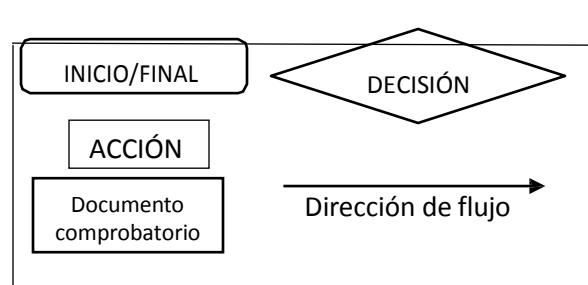 INICIO/FINAL
DECISIÓN
ACCIÓN
Documento
comprobatorio
Dirección de flujo